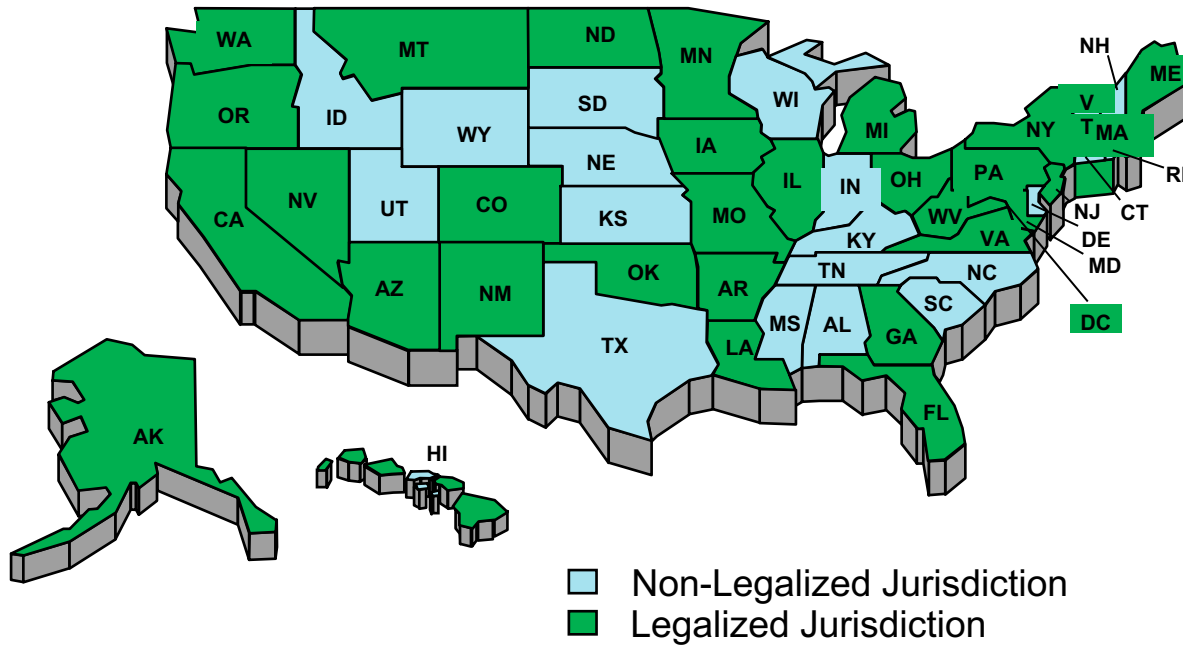 WA
MT
ND
MN
NH
ME
OR
ID
SD
WI
V
T
MA
NY
WY
MI
RI
IA
NE
PA
NV
UT
IL
IN
OH
CA
CO
KS
MO
WV
NJ
CT
KY
VA
DE
MD
TN
NC
AZ
NM
OK
AR
SC
MS
AL
DC
GA
TX
LA
FL
AK
HI
Non-Legalized Jurisdiction
Legalized Jurisdiction